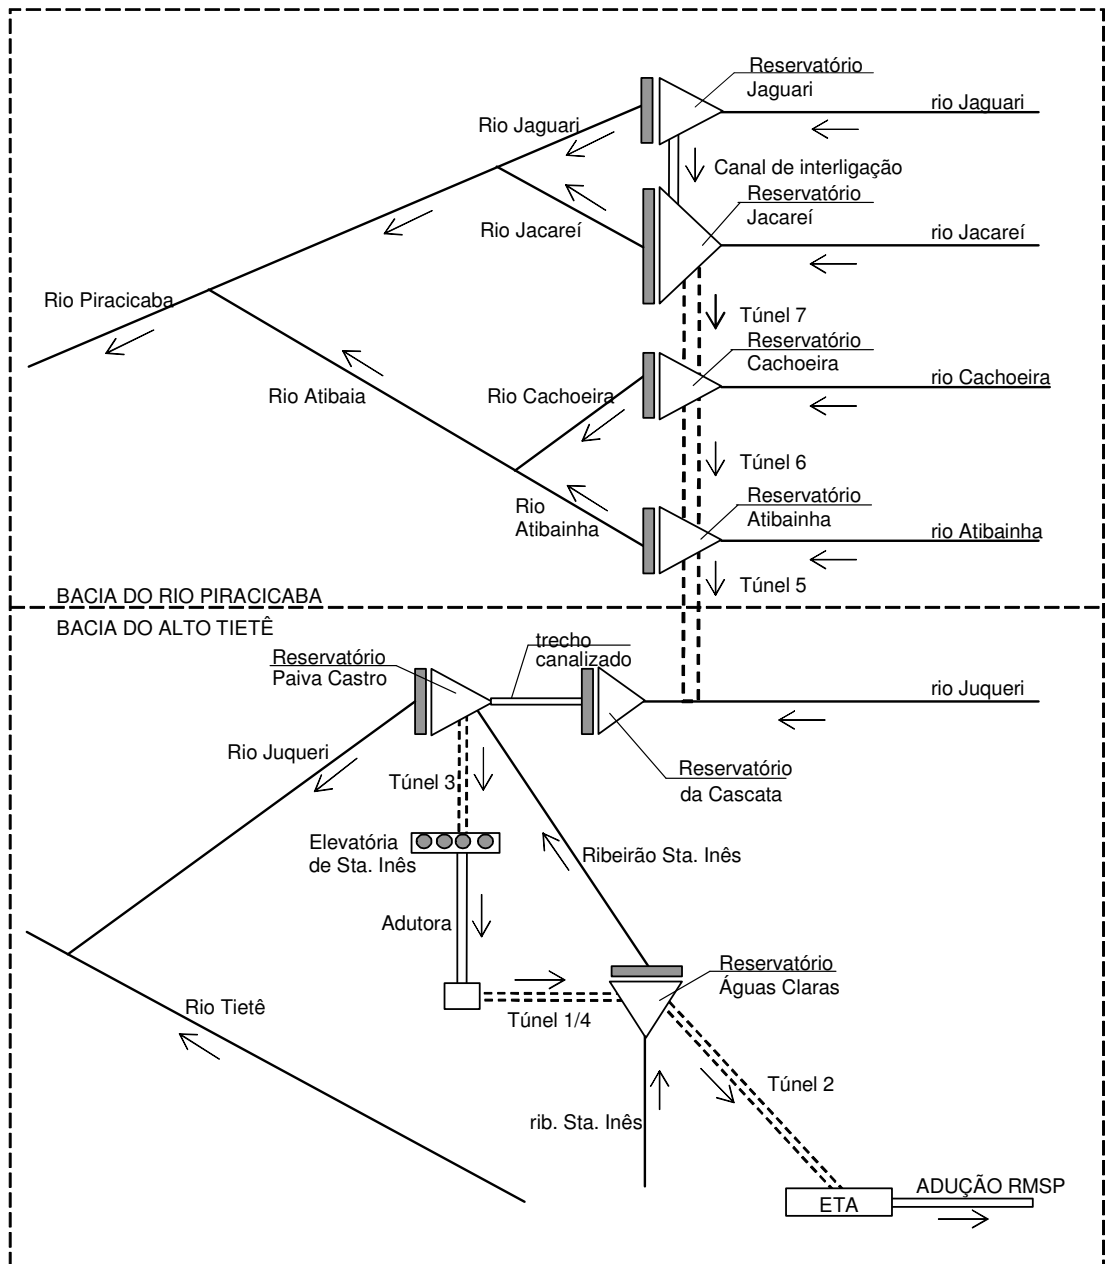 Reservatório
Jaguari
rio Jaguari
Rio Jaguari
Canal de interligação
Reservatório
Jacareí
Rio Jacareí
rio Jacareí
Rio Piracicaba
Túnel 7
Reservatório
Cachoeira
rio Cachoeira
Rio Atibaia
Rio Cachoeira
Túnel 6
Reservatório
Atibainha
Rio
Atibainha
rio Atibainha
Túnel 5
BACIA DO RIO PIRACICABA
BACIA DO ALTO TIETÊ
trecho
canalizado
Reservatório
Paiva Castro
rio Juqueri
Rio Juqueri
Túnel 3
Reservatório
da Cascata
Elevatória
de Sta. Inês
Ribeirão Sta. Inês
Adutora
Reservatório
Águas Claras
Rio Tietê
Túnel 1/4
Túnel 2
rib. Sta. Inês
ETA
ADUÇÃO RMSP